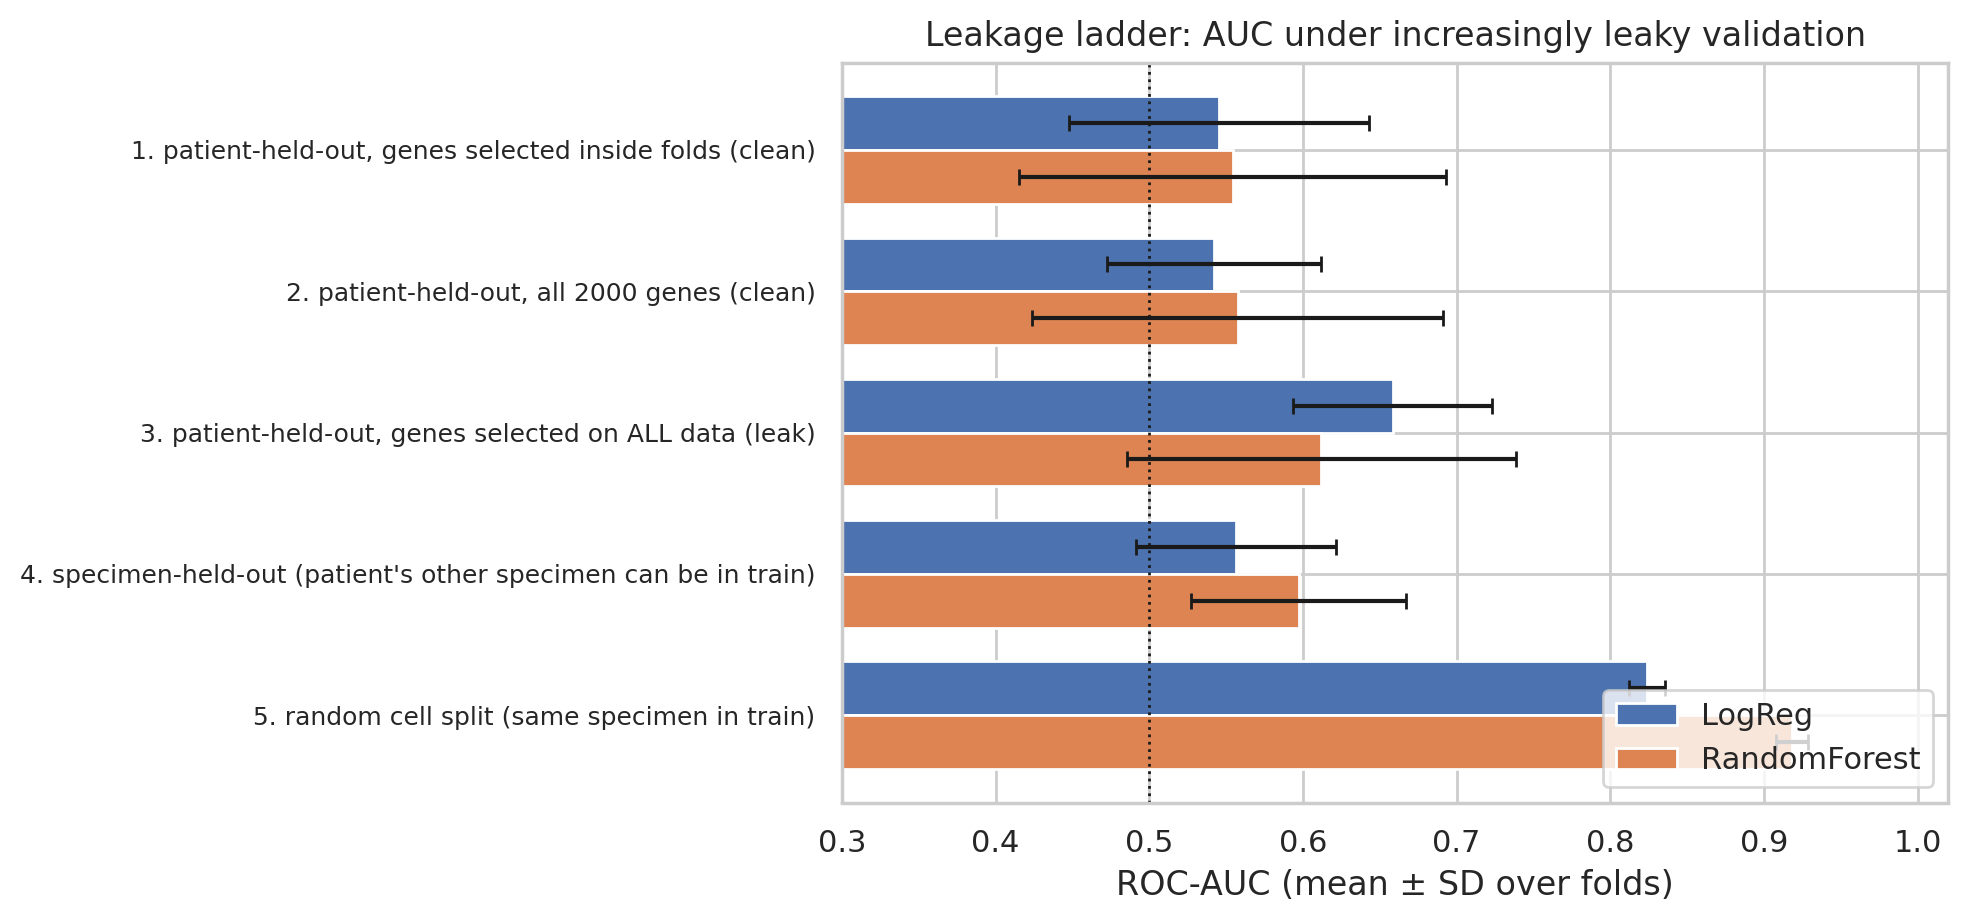 Leakage ladder: AUC under increasingly leaky validation
1. patient-held-out, genes selected inside folds (clean)
2. patient-held-out, all 2000 genes (clean)
3. patient-held-out, genes selected on ALL data (leak)
4. specimen-held-out (patient's other specimen can be in train)
5. random cell split (same specimen in train)
LogReg
RandomForest
0.3 0.4 0.5 0.6 0.7 0.8 0.9 1.0
ROC-AUC (mean ± SD over folds)